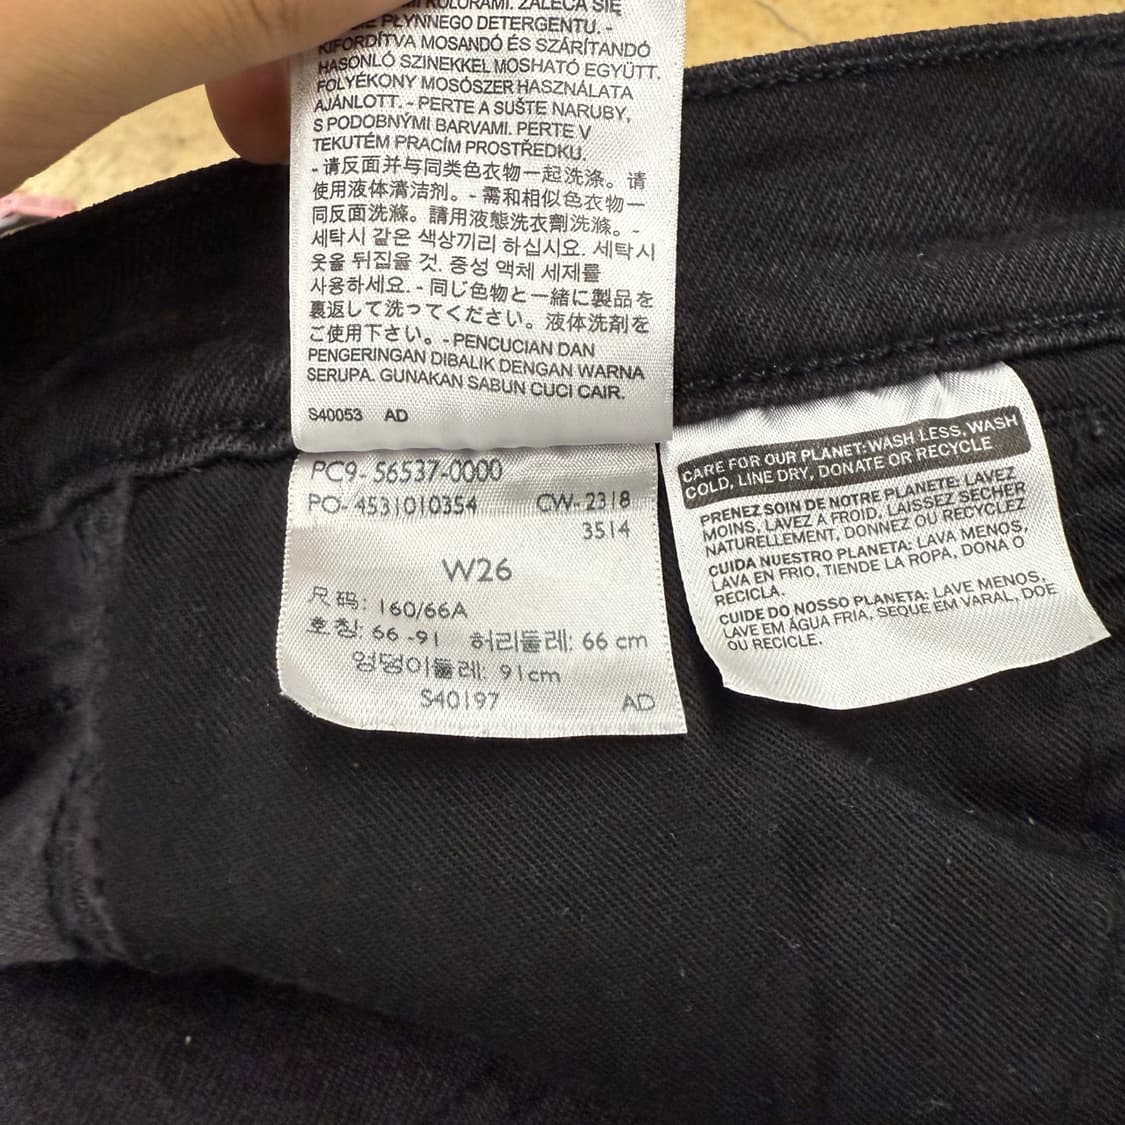 KOLORAMI. ZALECA SIĘ
PŁYNNEGO DETERGENTU. -
KIFORDÍTVA MOSANDÓ ÉS SZÁRÍTANDÓ
HASONLÓ SZINEKKEL MOSHATÓ EGYÜTT.
FOLYÉKONY MOSÓSZER HASZNÁLATA
AJÁNLOTT. - PERTE A SUŠTE NARUBY,
S PODOBNÝMI BARVAMI. PERTE V
TEKUTÉM PRACÍM PROSTŘEDKU.
- 请反面并与同类色衣物一起洗涤。请
使用液体清洁剂。- 需和相似色衣物一
同反面洗滌。請用液態洗衣劑洗滌。-
세탁시 같은 색상끼리 하십시요. 세탁시
옷을 뒤집을 것. 중성 액체 세제를
사용하세요. - 同じ色物と一緒に製品を
裏返して洗ってください。液体洗剤を
ご使用下さい。- PENCUCIAN DAN
PENGERINGAN DIBALIK DENGAN WARNA
SERUPA. GUNAKAN SABUN CUCI CAIR.
S40053 AD
PC9- 56537-0000
PO- 4531010354 CW- 2318
3514
W26
尺码: 160/66A
호칭: 66 -91 허리둘레: 66 cm
엉덩이둘레: 91cm
S40197 AD
CARE FOR OUR PLANET: WASH LESS, WASH
COLD, LINE DRY, DONATE OR RECYCLE
PRENEZ SOIN DE NOTRE PLANETE: LAVEZ
MOINS, LAVEZ A FROID, LAISSEZ SECHER
NATURELLEMENT, DONNEZ OU RECYCLEZ
CUIDA NUESTRO PLANETA: LAVA MENOS,
LAVA EN FRIO, TIENDE LA ROPA, DONA O
RECICLA.
CUIDE DO NOSSO PLANETA: LAVE MENOS,
LAVE EM ÁGUA FRIA, SEQUE EM VARAL, DOE
OU RECICLE.